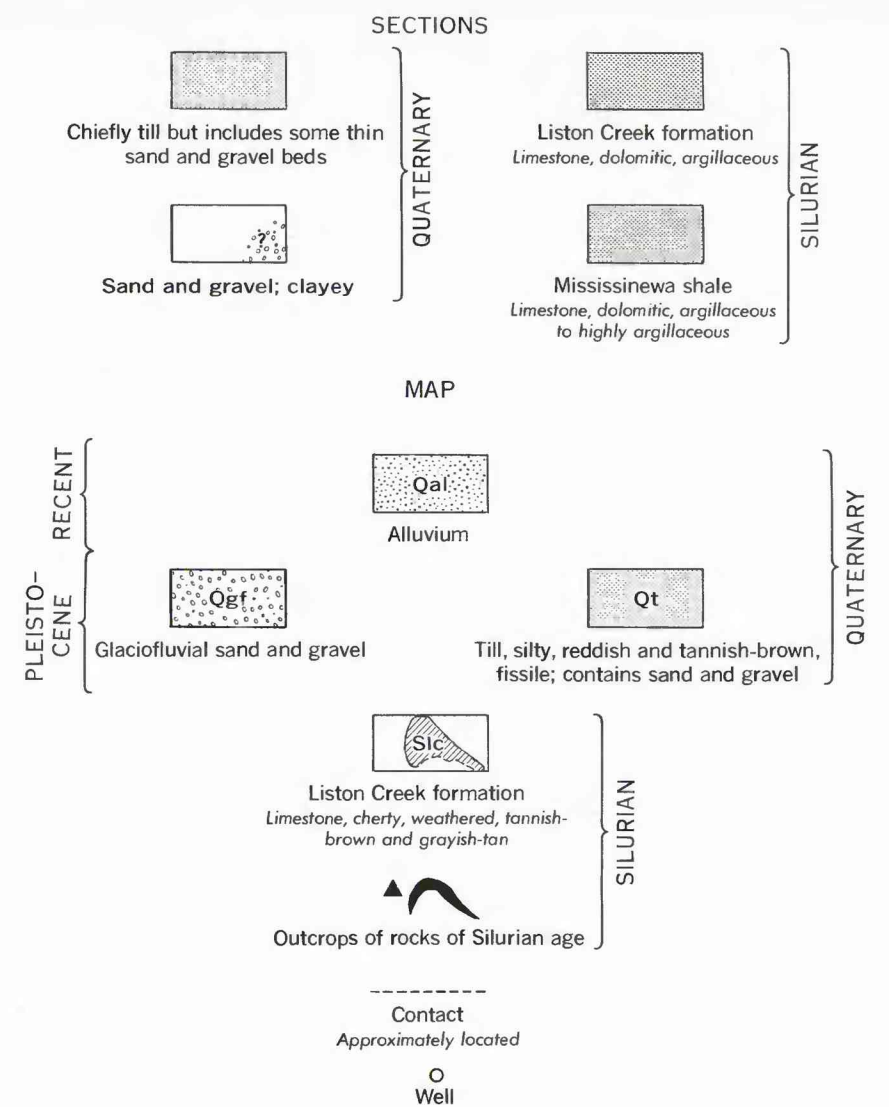 SECTIONS
Chiefly till but includes some thin
sand and gravel beds
?
Sand and gravel; clayey
QUATERNARY
Liston Creek formation
Limestone, dolomitic, argillaceous
Mississinewa shale
Limestone, dolomitic, argillaceous
to highly argillaceous
SILURIAN
MAP
RECENT
PLEISTO-
CENE
Qal
Alluvium
Qgf
Glaciofluvial sand and gravel
Qt
Till, silty, reddish and tannish-brown,
fissile; contains sand and gravel
QUATERNARY
Slc
Liston Creek formation
Limestone, cherty, weathered, tannish-
brown and grayish-tan
Outcrops of rocks of Silurian age
SILURIAN
Contact
Approximately located
Well